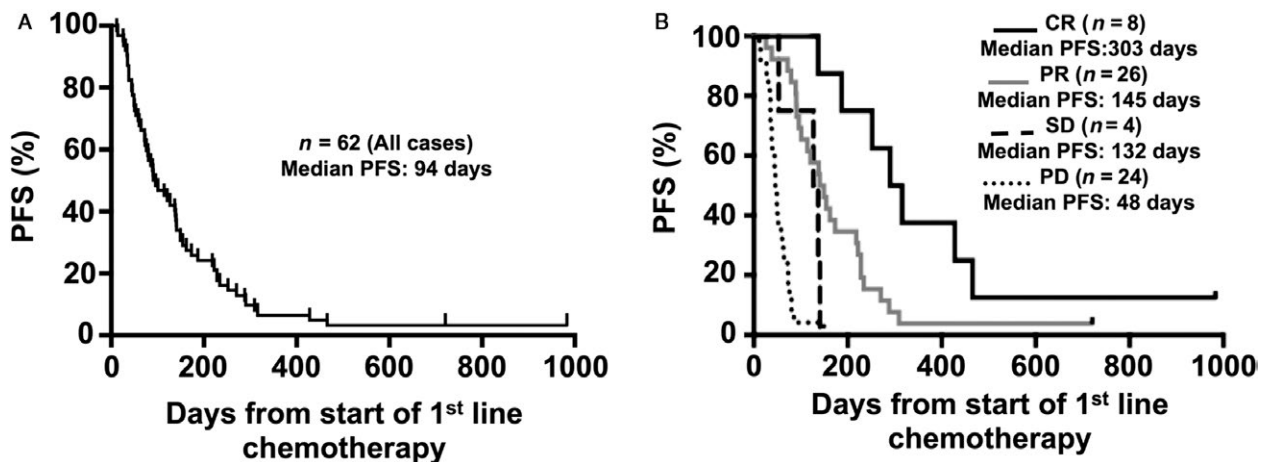 A
100
80
60
40
20
0
PFS (%)
n = 62 (All cases)
Median PFS: 94 days
0 200 400 600 800 1000
Days from start of 1st line
chemotherapy
B
100
80
60
40
20
0
PFS (%)
CR (n = 8)
Median PFS:303 days
PR (n = 26)
Median PFS: 145 days
SD (n = 4)
Median PFS: 132 days
PD (n = 24)
Median PFS: 48 days
0 200 400 600 800 1000
Days from start of 1st line
chemotherapy